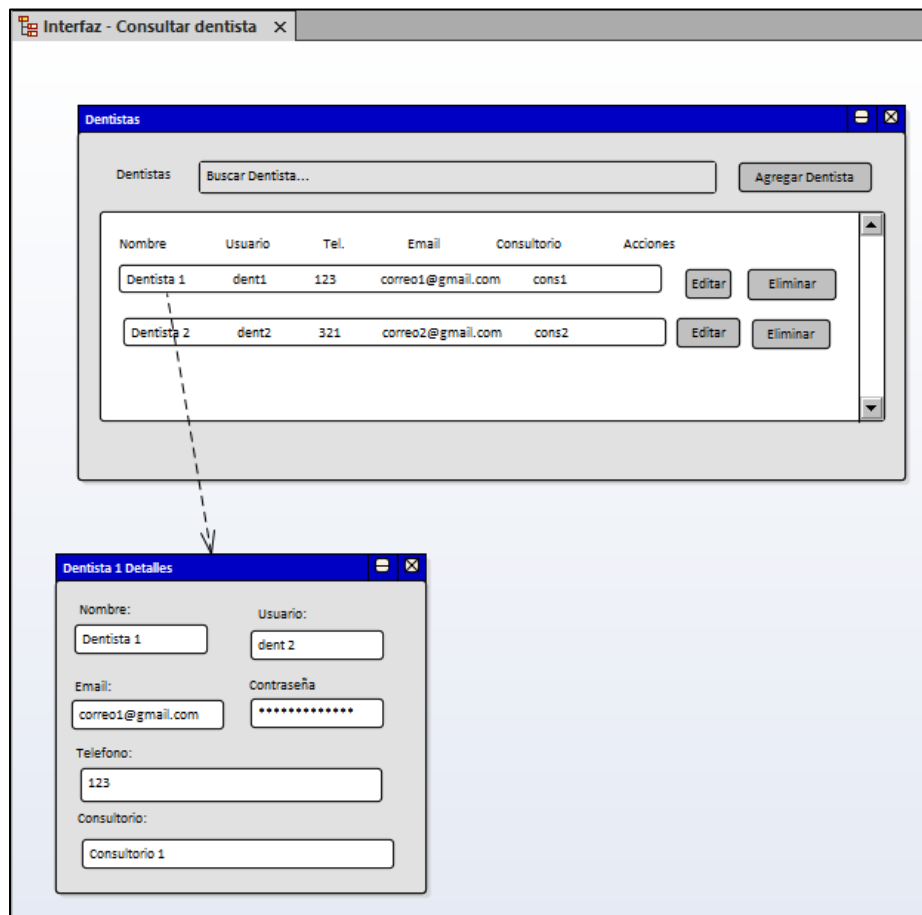 Interfaz - Consultar dentista
Dentistas
Dentistas Buscar Dentista... Agregar Dentista
Nombre Usuario Tel. Email Consultorio Acciones
Dentista 1 dent1 123 correo1@gmail.com cons1 Editar Eliminar
Dentista 2 dent2 321 correo2@gmail.com cons2 Editar Eliminar
Dentista 1 Detalles
Nombre: Usuario:
Dentista 1 dent 2
Email: Contraseña
correo1@gmail.com *************
Telefono:
123
Consultorio:
Consultorio 1